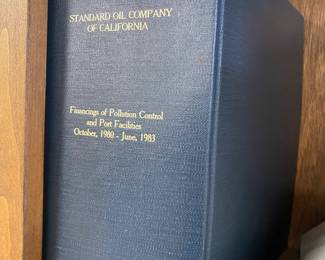 STANDARD OIL COMPANY
OF CALIFORNIA
Financings of Pollution Control
and Port Facilities
October, 1980 - June, 1983